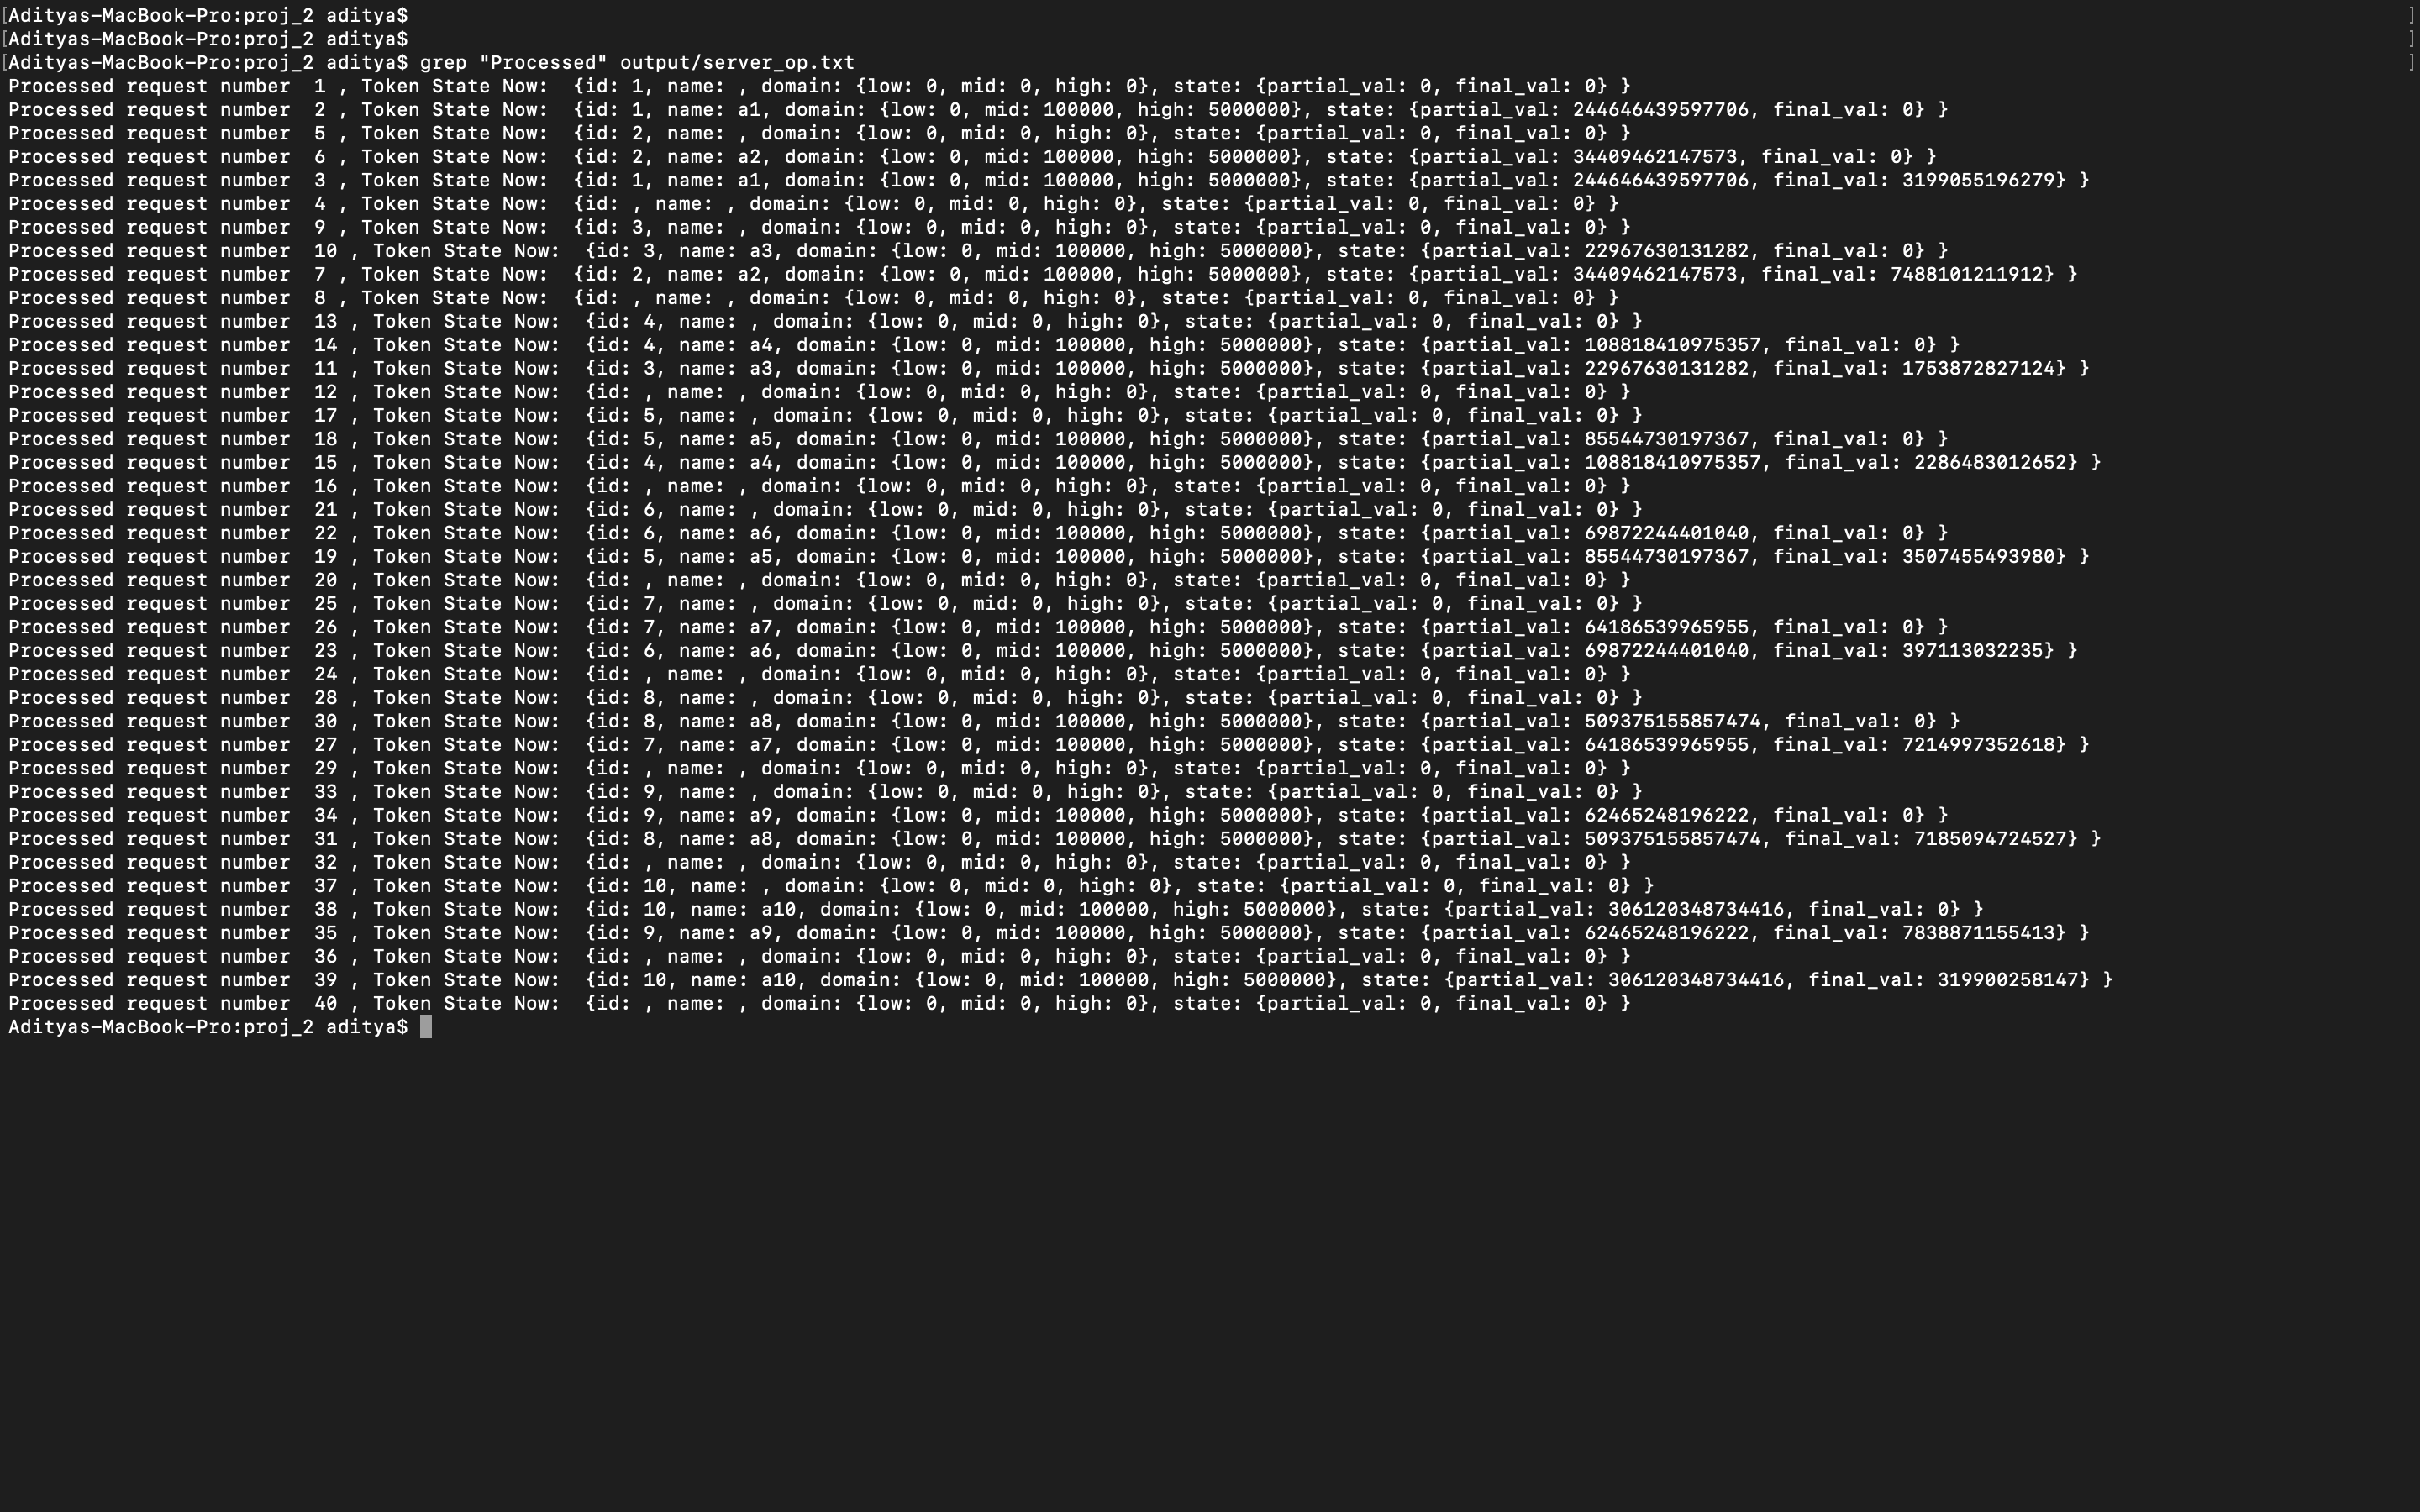 [Adityas-MacBook-Pro:proj_2 aditya$ ]
[Adityas-MacBook-Pro:proj_2 aditya$ ]
[Adityas-MacBook-Pro:proj_2 aditya$ grep "Processed" output/server_op.txt ]
Processed request number  1 , Token State Now:  {id: 1, name: , domain: {low: 0, mid: 0, high: 0}, state: {partial_val: 0, final_val: 0} }
Processed request number  2 , Token State Now:  {id: 1, name: a1, domain: {low: 0, mid: 100000, high: 5000000}, state: {partial_val: 244646439597706, final_val: 0} }
Processed request number  5 , Token State Now:  {id: 2, name: , domain: {low: 0, mid: 0, high: 0}, state: {partial_val: 0, final_val: 0} }
Processed request number  6 , Token State Now:  {id: 2, name: a2, domain: {low: 0, mid: 100000, high: 5000000}, state: {partial_val: 34409462147573, final_val: 0} }
Processed request number  3 , Token State Now:  {id: 1, name: a1, domain: {low: 0, mid: 100000, high: 5000000}, state: {partial_val: 244646439597706, final_val: 3199055196279} }
Processed request number  4 , Token State Now:  {id: , name: , domain: {low: 0, mid: 0, high: 0}, state: {partial_val: 0, final_val: 0} }
Processed request number  9 , Token State Now:  {id: 3, name: , domain: {low: 0, mid: 0, high: 0}, state: {partial_val: 0, final_val: 0} }
Processed request number  10 , Token State Now:  {id: 3, name: a3, domain: {low: 0, mid: 100000, high: 5000000}, state: {partial_val: 22967630131282, final_val: 0} }
Processed request number  7 , Token State Now:  {id: 2, name: a2, domain: {low: 0, mid: 100000, high: 5000000}, state: {partial_val: 34409462147573, final_val: 7488101211912} }
Processed request number  8 , Token State Now:  {id: , name: , domain: {low: 0, mid: 0, high: 0}, state: {partial_val: 0, final_val: 0} }
Processed request number  13 , Token State Now:  {id: 4, name: , domain: {low: 0, mid: 0, high: 0}, state: {partial_val: 0, final_val: 0} }
Processed request number  14 , Token State Now:  {id: 4, name: a4, domain: {low: 0, mid: 100000, high: 5000000}, state: {partial_val: 108818410975357, final_val: 0} }
Processed request number  11 , Token State Now:  {id: 3, name: a3, domain: {low: 0, mid: 100000, high: 5000000}, state: {partial_val: 22967630131282, final_val: 1753872827124} }
Processed request number  12 , Token State Now:  {id: , name: , domain: {low: 0, mid: 0, high: 0}, state: {partial_val: 0, final_val: 0} }
Processed request number  17 , Token State Now:  {id: 5, name: , domain: {low: 0, mid: 0, high: 0}, state: {partial_val: 0, final_val: 0} }
Processed request number  18 , Token State Now:  {id: 5, name: a5, domain: {low: 0, mid: 100000, high: 5000000}, state: {partial_val: 85544730197367, final_val: 0} }
Processed request number  15 , Token State Now:  {id: 4, name: a4, domain: {low: 0, mid: 100000, high: 5000000}, state: {partial_val: 108818410975357, final_val: 2286483012652} }
Processed request number  16 , Token State Now:  {id: , name: , domain: {low: 0, mid: 0, high: 0}, state: {partial_val: 0, final_val: 0} }
Processed request number  21 , Token State Now:  {id: 6, name: , domain: {low: 0, mid: 0, high: 0}, state: {partial_val: 0, final_val: 0} }
Processed request number  22 , Token State Now:  {id: 6, name: a6, domain: {low: 0, mid: 100000, high: 5000000}, state: {partial_val: 69872244401040, final_val: 0} }
Processed request number  19 , Token State Now:  {id: 5, name: a5, domain: {low: 0, mid: 100000, high: 5000000}, state: {partial_val: 85544730197367, final_val: 3507455493980} }
Processed request number  20 , Token State Now:  {id: , name: , domain: {low: 0, mid: 0, high: 0}, state: {partial_val: 0, final_val: 0} }
Processed request number  25 , Token State Now:  {id: 7, name: , domain: {low: 0, mid: 0, high: 0}, state: {partial_val: 0, final_val: 0} }
Processed request number  26 , Token State Now:  {id: 7, name: a7, domain: {low: 0, mid: 100000, high: 5000000}, state: {partial_val: 64186539965955, final_val: 0} }
Processed request number  23 , Token State Now:  {id: 6, name: a6, domain: {low: 0, mid: 100000, high: 5000000}, state: {partial_val: 69872244401040, final_val: 397113032235} }
Processed request number  24 , Token State Now:  {id: , name: , domain: {low: 0, mid: 0, high: 0}, state: {partial_val: 0, final_val: 0} }
Processed request number  28 , Token State Now:  {id: 8, name: , domain: {low: 0, mid: 0, high: 0}, state: {partial_val: 0, final_val: 0} }
Processed request number  30 , Token State Now:  {id: 8, name: a8, domain: {low: 0, mid: 100000, high: 5000000}, state: {partial_val: 509375155857474, final_val: 0} }
Processed request number  27 , Token State Now:  {id: 7, name: a7, domain: {low: 0, mid: 100000, high: 5000000}, state: {partial_val: 64186539965955, final_val: 7214997352618} }
Processed request number  29 , Token State Now:  {id: , name: , domain: {low: 0, mid: 0, high: 0}, state: {partial_val: 0, final_val: 0} }
Processed request number  33 , Token State Now:  {id: 9, name: , domain: {low: 0, mid: 0, high: 0}, state: {partial_val: 0, final_val: 0} }
Processed request number  34 , Token State Now:  {id: 9, name: a9, domain: {low: 0, mid: 100000, high: 5000000}, state: {partial_val: 62465248196222, final_val: 0} }
Processed request number  31 , Token State Now:  {id: 8, name: a8, domain: {low: 0, mid: 100000, high: 5000000}, state: {partial_val: 509375155857474, final_val: 7185094724527} }
Processed request number  32 , Token State Now:  {id: , name: , domain: {low: 0, mid: 0, high: 0}, state: {partial_val: 0, final_val: 0} }
Processed request number  37 , Token State Now:  {id: 10, name: , domain: {low: 0, mid: 0, high: 0}, state: {partial_val: 0, final_val: 0} }
Processed request number  38 , Token State Now:  {id: 10, name: a10, domain: {low: 0, mid: 100000, high: 5000000}, state: {partial_val: 306120348734416, final_val: 0} }
Processed request number  35 , Token State Now:  {id: 9, name: a9, domain: {low: 0, mid: 100000, high: 5000000}, state: {partial_val: 62465248196222, final_val: 7838871155413} }
Processed request number  36 , Token State Now:  {id: , name: , domain: {low: 0, mid: 0, high: 0}, state: {partial_val: 0, final_val: 0} }
Processed request number  39 , Token State Now:  {id: 10, name: a10, domain: {low: 0, mid: 100000, high: 5000000}, state: {partial_val: 306120348734416, final_val: 319900258147} }
Processed request number  40 , Token State Now:  {id: , name: , domain: {low: 0, mid: 0, high: 0}, state: {partial_val: 0, final_val: 0} }
Adityas-MacBook-Pro:proj_2 aditya$